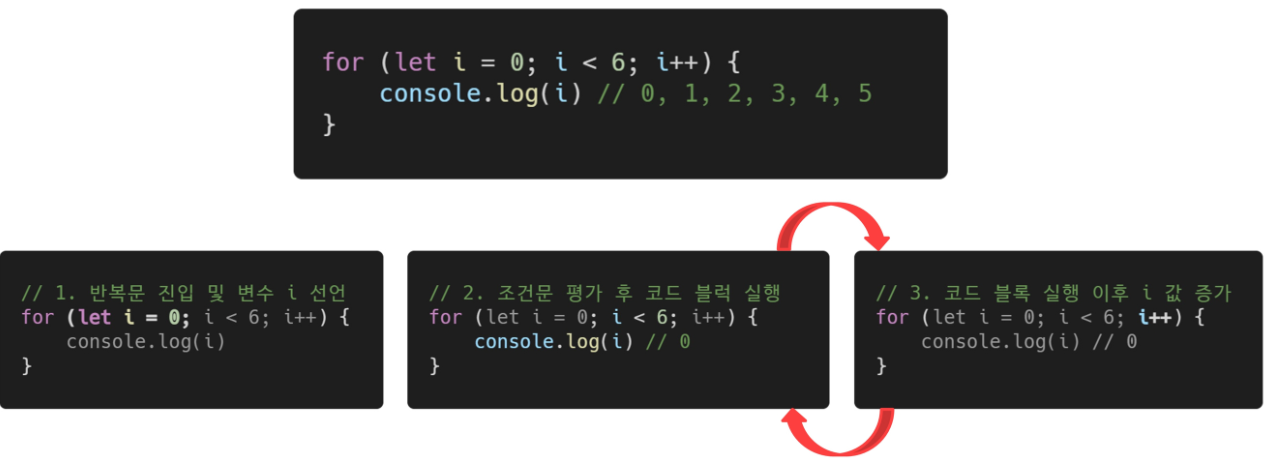 for (let i = 0; i < 6; i++) {
    console.log(i) // 0, 1, 2, 3, 4, 5
}
// 1. 반복문 진입 및 변수 i 선언
for (let i = 0; i < 6; i++) {
    console.log(i)
}
// 2. 조건문 평가 후 코드 블럭 실행
for (let i = 0; i < 6; i++) {
    console.log(i) // 0
}
// 3. 코드 블록 실행 이후 i 값 증가
for (let i = 0; i < 6; i++) {
    console.log(i) // 0
}